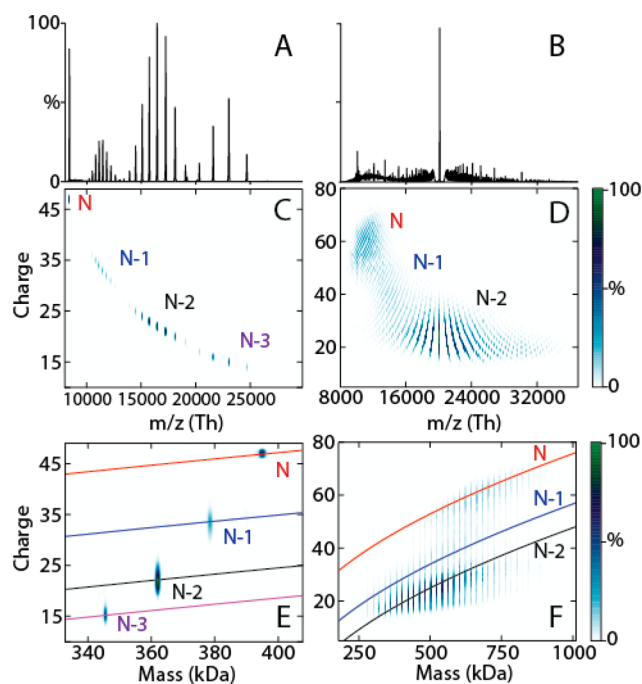 100
A
B
%
0
45 N
C
N-1
35
N-2
25
N-3
15
Charge
8000 10000 15000 20000 25000
m/z (Th)
80
D
N
60
N-1
40
N-2
20
8000 16000 24000 32000
m/z (Th)
100
%
0
45
N
35
N-1
25
N-2
15
N-3
E
Charge
340 360 380 400
Mass (kDa)
80
N
60
N-1
40
N-2
20
F
250 500 750 1000
Mass (kDa)
100
%
0